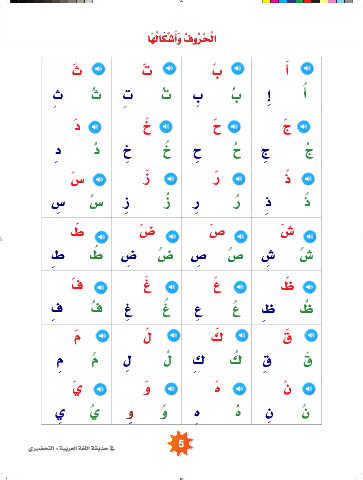 الْحُرُوفُ وَأَشْكَالُهَا
أَ بَ تَ ثَ
أُ إِ بُ بِ تُ تِ ثُ ثِ
جَ حَ خَ دَ
جُ جِ حُ حِ خُ خِ دُ دِ
ذَ رَ زَ سَ
ذُ ذِ رُ رِ زُ زِ سُ سِ
شَ صَ ضَ طَ
شُ شِ صُ صِ ضُ ضِ طُ طِ
ظَ عَ غَ فَ
ظُ ظِ عُ عِ غُ غِ فُ فِ
قَ كَ لَ مَ
قُ قِ كُ كِ لُ لِ مُ مِ
نَ هَ وَ يَ
نُ نِ هُ هِ وُ وِ يُ يِ
5
في حديقة اللغة العربية - التحضيري